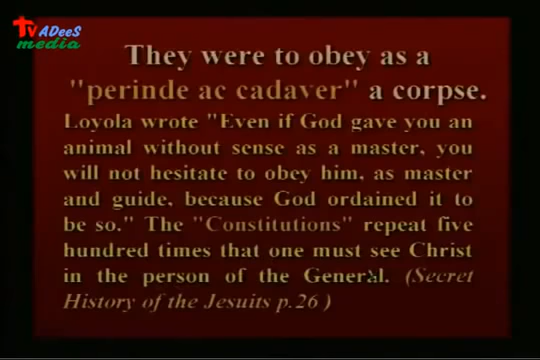 TV ADeeS
media
They were to obey as a
"perinde ac cadaver" a corpse.
Loyola wrote "Even if God gave you an
animal without sense as a master, you
will not hesitate to obey him, as master
and guide, because God ordained it to
be so." The "Constitutions" repeat five
hundred times that one must see Christ
in the person of the General. (Secret
History of the Jesuits p.26 )